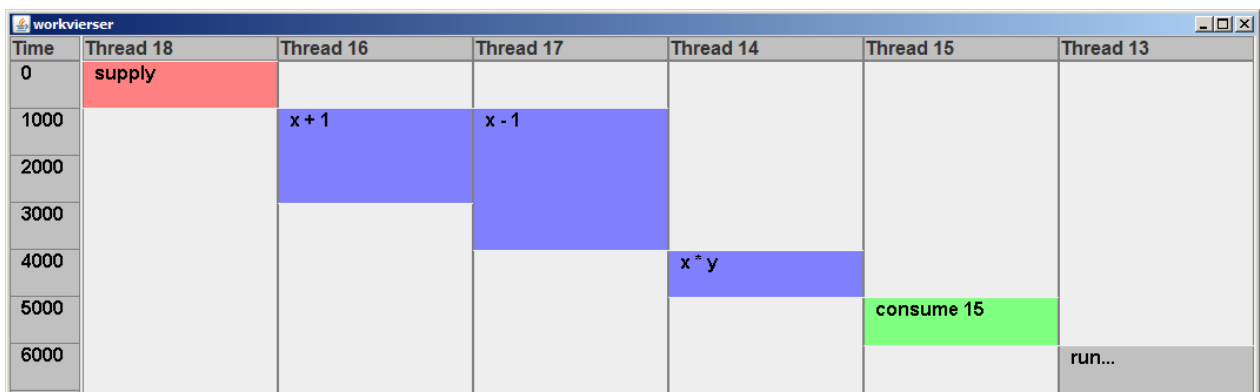 workvierser
Time Thread 18 Thread 16 Thread 17 Thread 14 Thread 15 Thread 13
0 supply
1000 x + 1 x - 1
2000
3000
4000 x * y
5000 consume 15
6000 run...